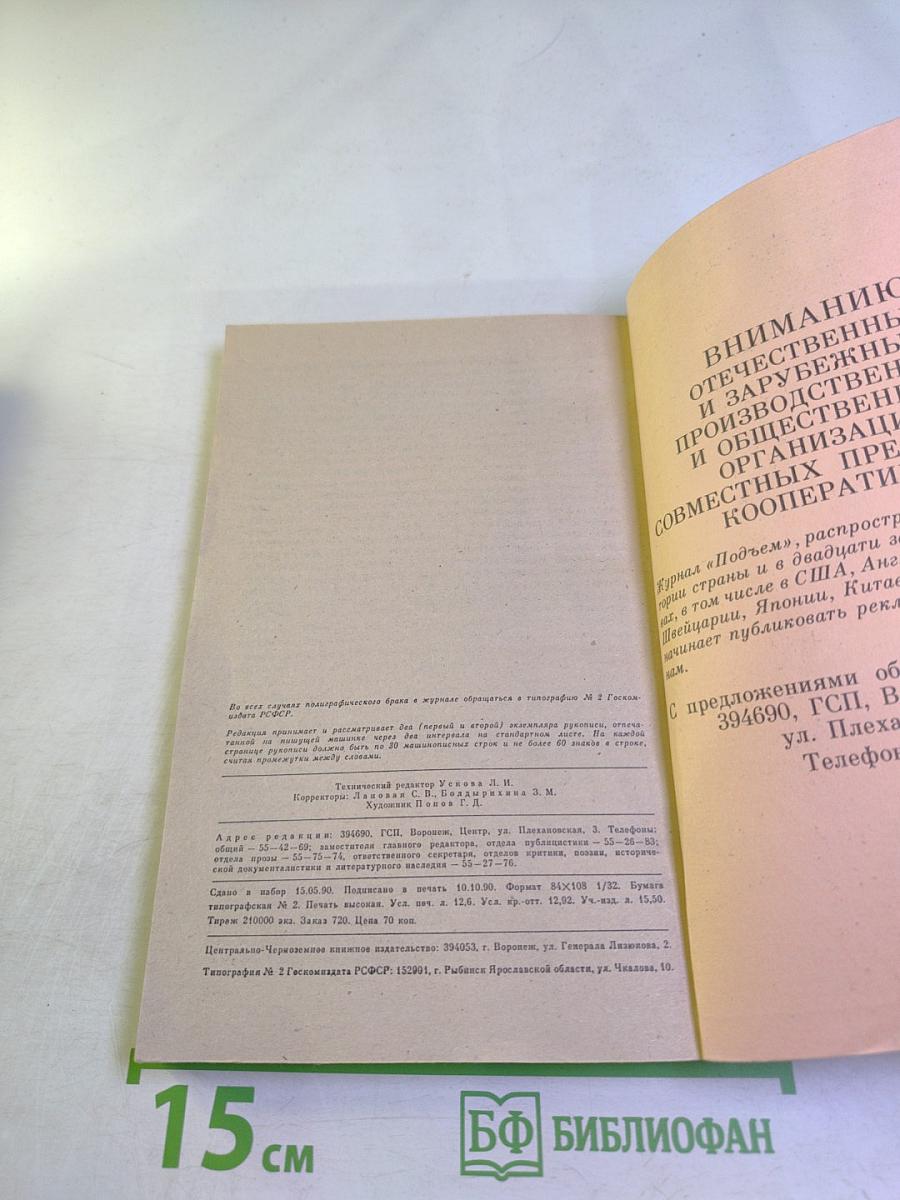 Во всех случаях полиграфического брака в журнале обращаться в типографию № 2 Госком-
издата РСФСР.
Редакция принимает и рассматривает два (первый и второй) экземпляра рукописи, отпеча-
танной на пишущей машинке через два интервала на стандартном листе. На каждой
странице рукописи должно быть по 30 машинописных строк и не более 60 знаков в строке,
считая промежутки между словами.
Технический редактор Ускова Л. И.
Корректоры: Лановая С. В., Болдырихина З. М.
Художник Попов Г. Д.
Адрес редакции: 394690, ГСП, Воронеж, Центр, ул. Плехановская, 3. Телефоны:
общий — 55—42—69; заместителя главного редактора, отдела публицистики — 55—26—83;
отдела прозы — 55—75—74, ответственного секретаря, отделов критики, поэзии, историче-
ской документалистики и литературного наследия — 55—27—76.
Сдано в набор 15.05.90. Подписано в печать 10.10.90. Формат 84×108 1/32. Бумага
типографская № 2. Печать высокая. Усл. печ. л. 12,6. Усл. кр.-отт. 12,92. Уч.-изд. л. 15,50.
Тираж 210000 экз. Заказ 720. Цена 70 коп.
Центрально-Черноземное книжное издательство: 394053, г. Воронеж, ул. Генерала Лизюкова, 2.
Типография № 2 Госкомиздата РСФСР: 152901, г. Рыбинск Ярославской области, ул. Чкалова, 10.
ВНИМАНИЮ
ОТЕЧЕСТВЕННЫ
И ЗАРУБЕЖНЫ
ПРОИЗВОДСТВЕН
И ОБЩЕСТВЕНН
ОРГАНИЗАЦИ
СОВМЕСТНЫХ ПРЕ
КООПЕРАТИ
Журнал «Подъем», распростр
тории страны и в двадцати за
нах, в том числе в США, Анг
Швейцарии, Японии, Китае
начинает публиковать рекл
нам.
С предложениями об
394690, ГСП, В
ул. Плеха
Телефон
15 см
БФ БИБЛИОФАН